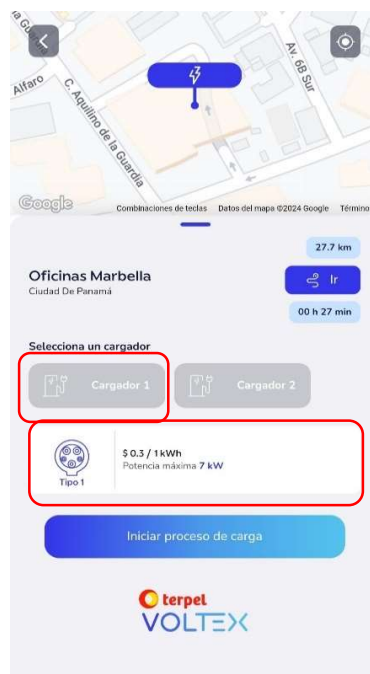 a Gu
Alfaro
C. Aquilino de la Guardia
Av. 6B Sur
Google
Combinaciones de teclas Datos del mapa ©2024 Google Término
27.7 km
Oficinas Marbella
Ciudad De Panamá
Ir
00 h 27 min
Selecciona un cargador
Cargador 1
Cargador 2
$ 0.3 / 1 kWh
Potencia máxima 7 kW
Tipo 1
Iniciar proceso de carga
terpel
VOLTEX